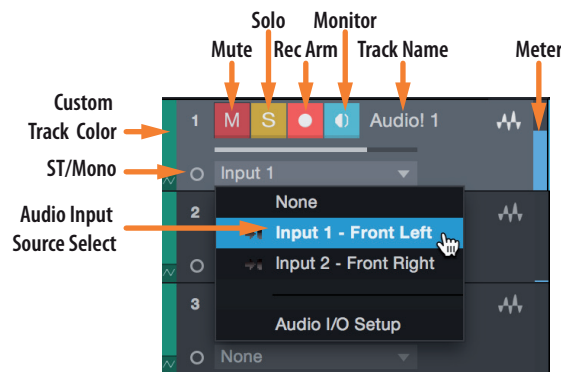 Solo
Monitor
Mute
Rec Arm
Track Name
Meter
Custom
Track Color
1
M
S
Audio! 1
ST/Mono
Input 1
Audio Input
Source Select
None
2
Input 1 - Front Left
Input 2 - Front Right
3
Audio I/O Setup
None